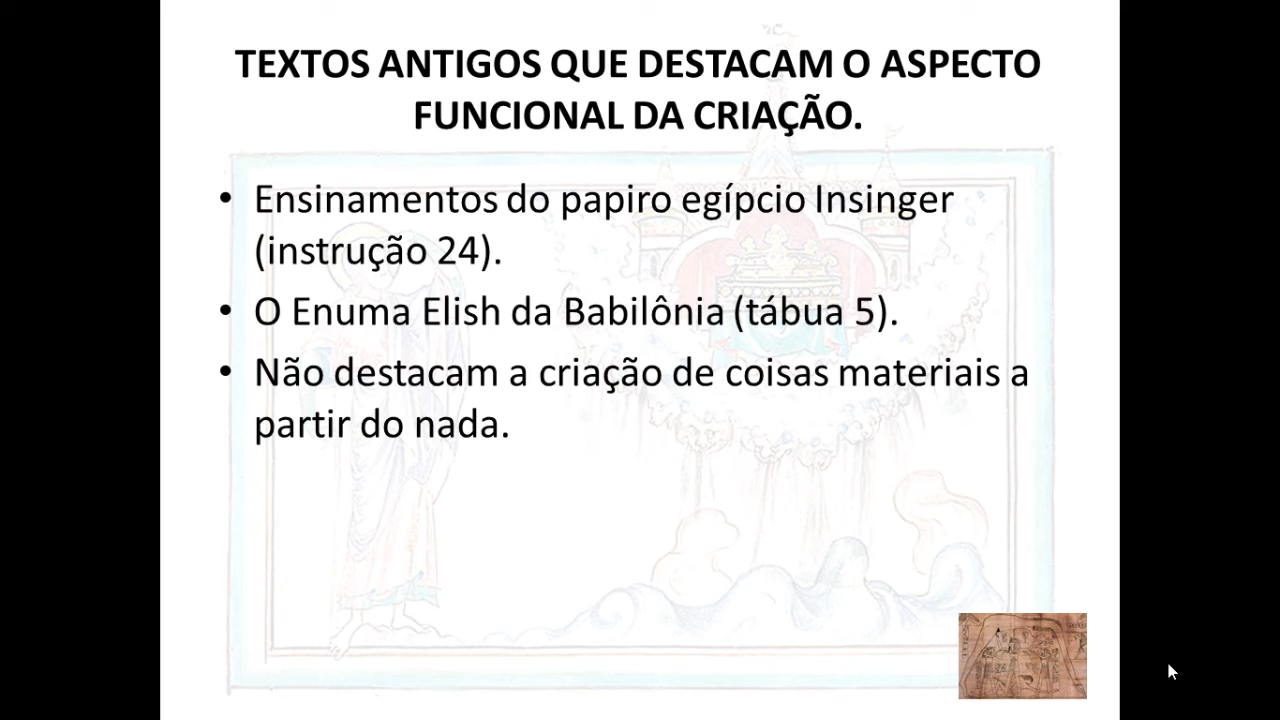 TEXTOS ANTIGOS QUE DESTACAM O ASPECTO
FUNCIONAL DA CRIAÇÃO.
• Ensinamentos do papiro egípcio Insinger
(instrução 24).
• O Enuma Elish da Babilônia (tábua 5).
• Não destacam a criação de coisas materiais a
partir do nada.